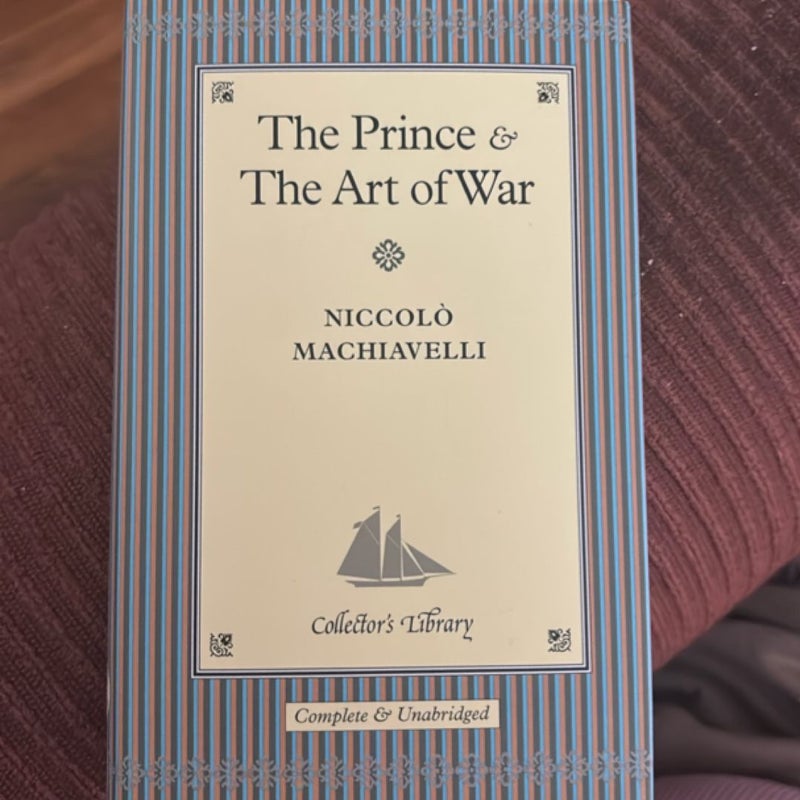 The Prince &
The Art of War
NICCOLÒ
MACHIAVELLI
Collector's Library
Complete & Unabridged